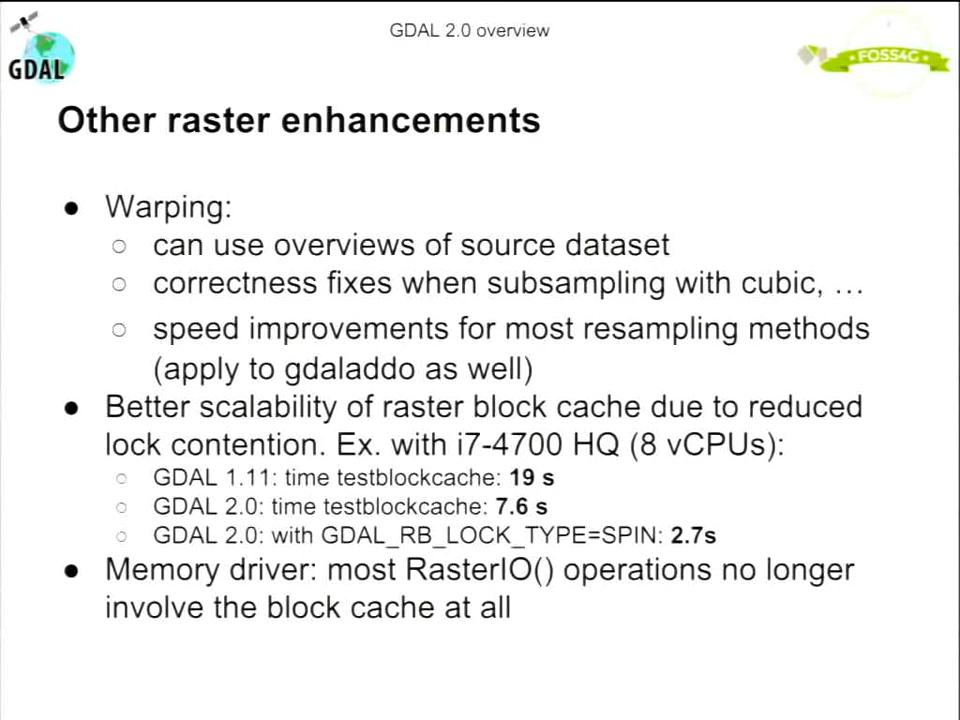 GDAL 2.0 overview
GDAL
FOSS4G
Other raster enhancements
● Warping:
○ can use overviews of source dataset
○ correctness fixes when subsampling with cubic, …
○ speed improvements for most resampling methods
(apply to gdaladdo as well)
● Better scalability of raster block cache due to reduced
lock contention. Ex. with i7-4700 HQ (8 vCPUs):
○ GDAL 1.11: time testblockcache: 19 s
○ GDAL 2.0: time testblockcache: 7.6 s
○ GDAL 2.0: with GDAL_RB_LOCK_TYPE=SPIN: 2.7s
● Memory driver: most RasterIO() operations no longer
involve the block cache at all